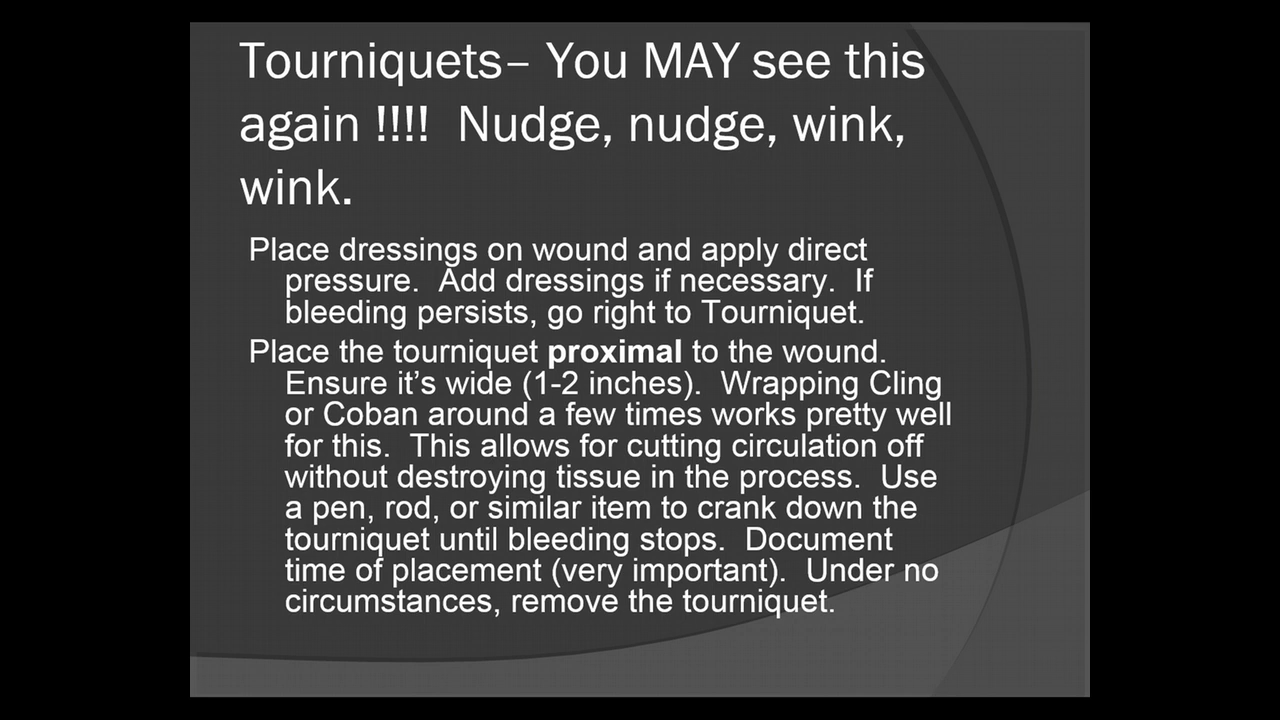 Tourniquets– You MAY see this
again !!!!  Nudge, nudge, wink,
wink.
Place dressings on wound and apply direct
pressure.  Add dressings if necessary.  If
bleeding persists, go right to Tourniquet.
Place the tourniquet proximal to the wound.
Ensure it’s wide (1-2 inches).  Wrapping Cling
or Coban around a few times works pretty well
for this.  This allows for cutting circulation off
without destroying tissue in the process.  Use
a pen, rod, or similar item to crank down the
tourniquet until bleeding stops.  Document
time of placement (very important).  Under no
circumstances, remove the tourniquet.